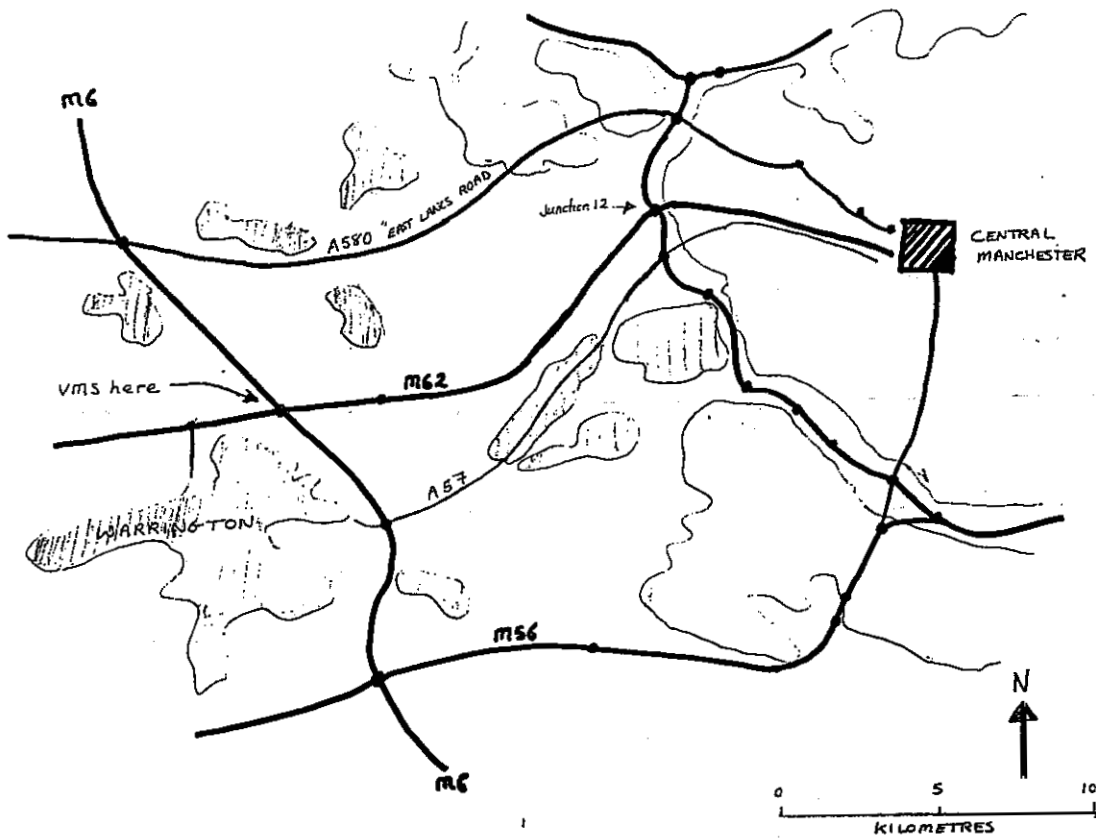 M6
A580 "EAST LANCS ROAD"
Junction 12
CENTRAL
MANCHESTER
VMS here
M62
A57
WARRINGTON
M56
N
M6
0 5 10
KILOMETRES
1